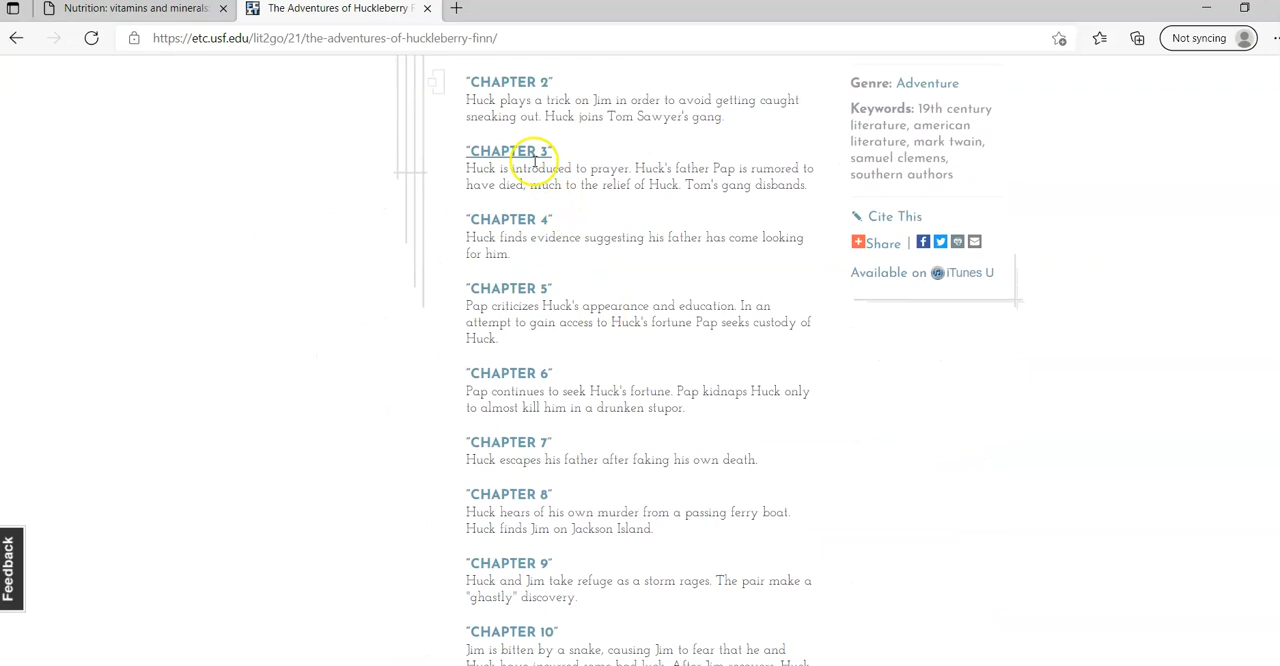 Nutrition: vitamins and minerals
The Adventures of Huckleberry F
https://etc.usf.edu/lit2go/21/the-adventures-of-huckleberry-finn/
Not syncing
"CHAPTER 2"
Huck plays a trick on Jim in order to avoid getting caught
sneaking out. Huck joins Tom Sawyer's gang.
"CHAPTER 3"
Huck is introduced to prayer. Huck's father Pap is rumored to
have died, much to the relief of Huck. Tom's gang disbands.
"CHAPTER 4"
Huck finds evidence suggesting his father has come looking
for him.
"CHAPTER 5"
Pap criticizes Huck's appearance and education. In an
attempt to gain access to Huck's fortune Pap seeks custody of
Huck.
"CHAPTER 6"
Pap continues to seek Huck's fortune. Pap kidnaps Huck only
to almost kill him in a drunken stupor.
"CHAPTER 7"
Huck escapes his father after faking his own death.
"CHAPTER 8"
Huck hears of his own murder from a passing ferry boat.
Huck finds Jim on Jackson Island.
"CHAPTER 9"
Huck and Jim take refuge as a storm rages. The pair make a
"ghastly" discovery.
"CHAPTER 10"
Jim is bitten by a snake, causing Jim to fear that he and
Huck have incurred some bad luck. After Jim recovers, Huck
Genre: Adventure
Keywords: 19th century
literature, american
literature, mark twain,
samuel clemens,
southern authors
Cite This
Share |
Available on iTunes U
Feedback